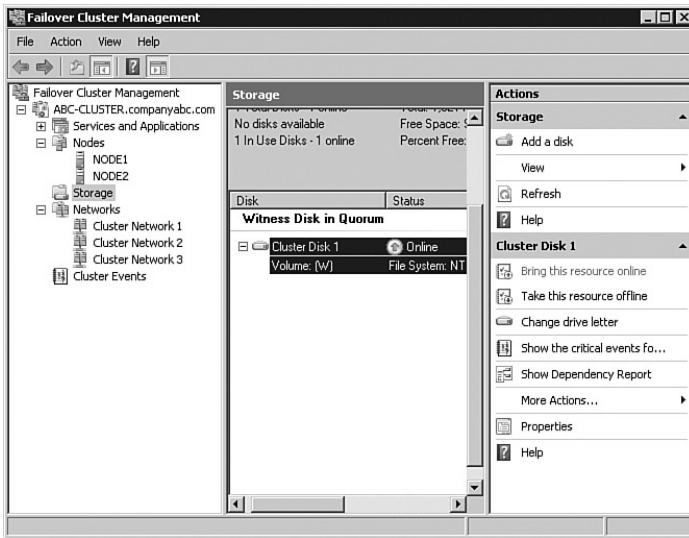 Failover Cluster Management
File Action View Help
Failover Cluster Management
ABC-CLUSTER.companyabc.com
Services and Applications
Nodes
NODE1
NODE2
Storage
Networks
Cluster Network 1
Cluster Network 2
Cluster Network 3
Cluster Events
Storage
No disks available Free Space:
1 In Use Disks - 1 online Percent Free:
Disk Status
Witness Disk in Quorum
Cluster Disk 1 Online
Volume: (W) File System: NT
Actions
Storage
Add a disk
View
Refresh
Help
Cluster Disk 1
Bring this resource online
Take this resource offline
Change drive letter
Show the critical events fo...
Show Dependency Report
More Actions...
Properties
Help